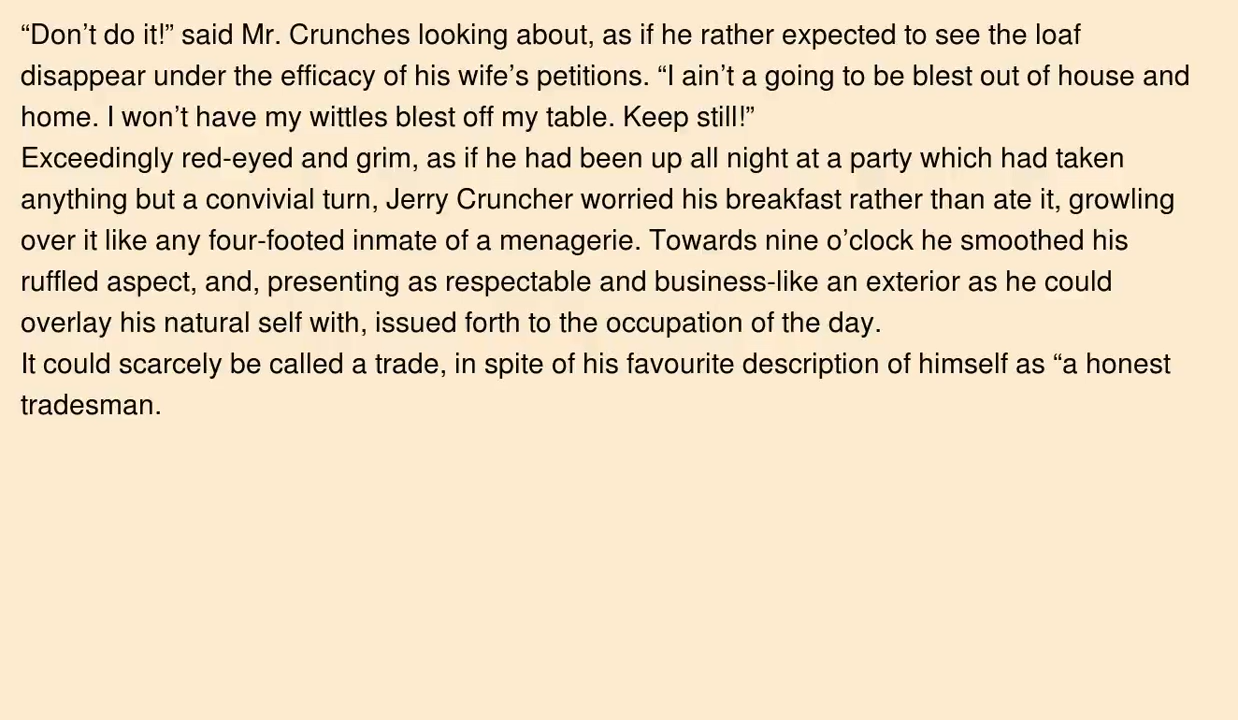 “Don’t do it!” said Mr. Crunches looking about, as if he rather expected to see the loaf
disappear under the efficacy of his wife’s petitions. “I ain’t a going to be blest out of house and
home. I won’t have my wittles blest off my table. Keep still!”
Exceedingly red-eyed and grim, as if he had been up all night at a party which had taken
anything but a convivial turn, Jerry Cruncher worried his breakfast rather than ate it, growling
over it like any four-footed inmate of a menagerie. Towards nine o’clock he smoothed his
ruffled aspect, and, presenting as respectable and business-like an exterior as he could
overlay his natural self with, issued forth to the occupation of the day.
It could scarcely be called a trade, in spite of his favourite description of himself as “a honest
tradesman.